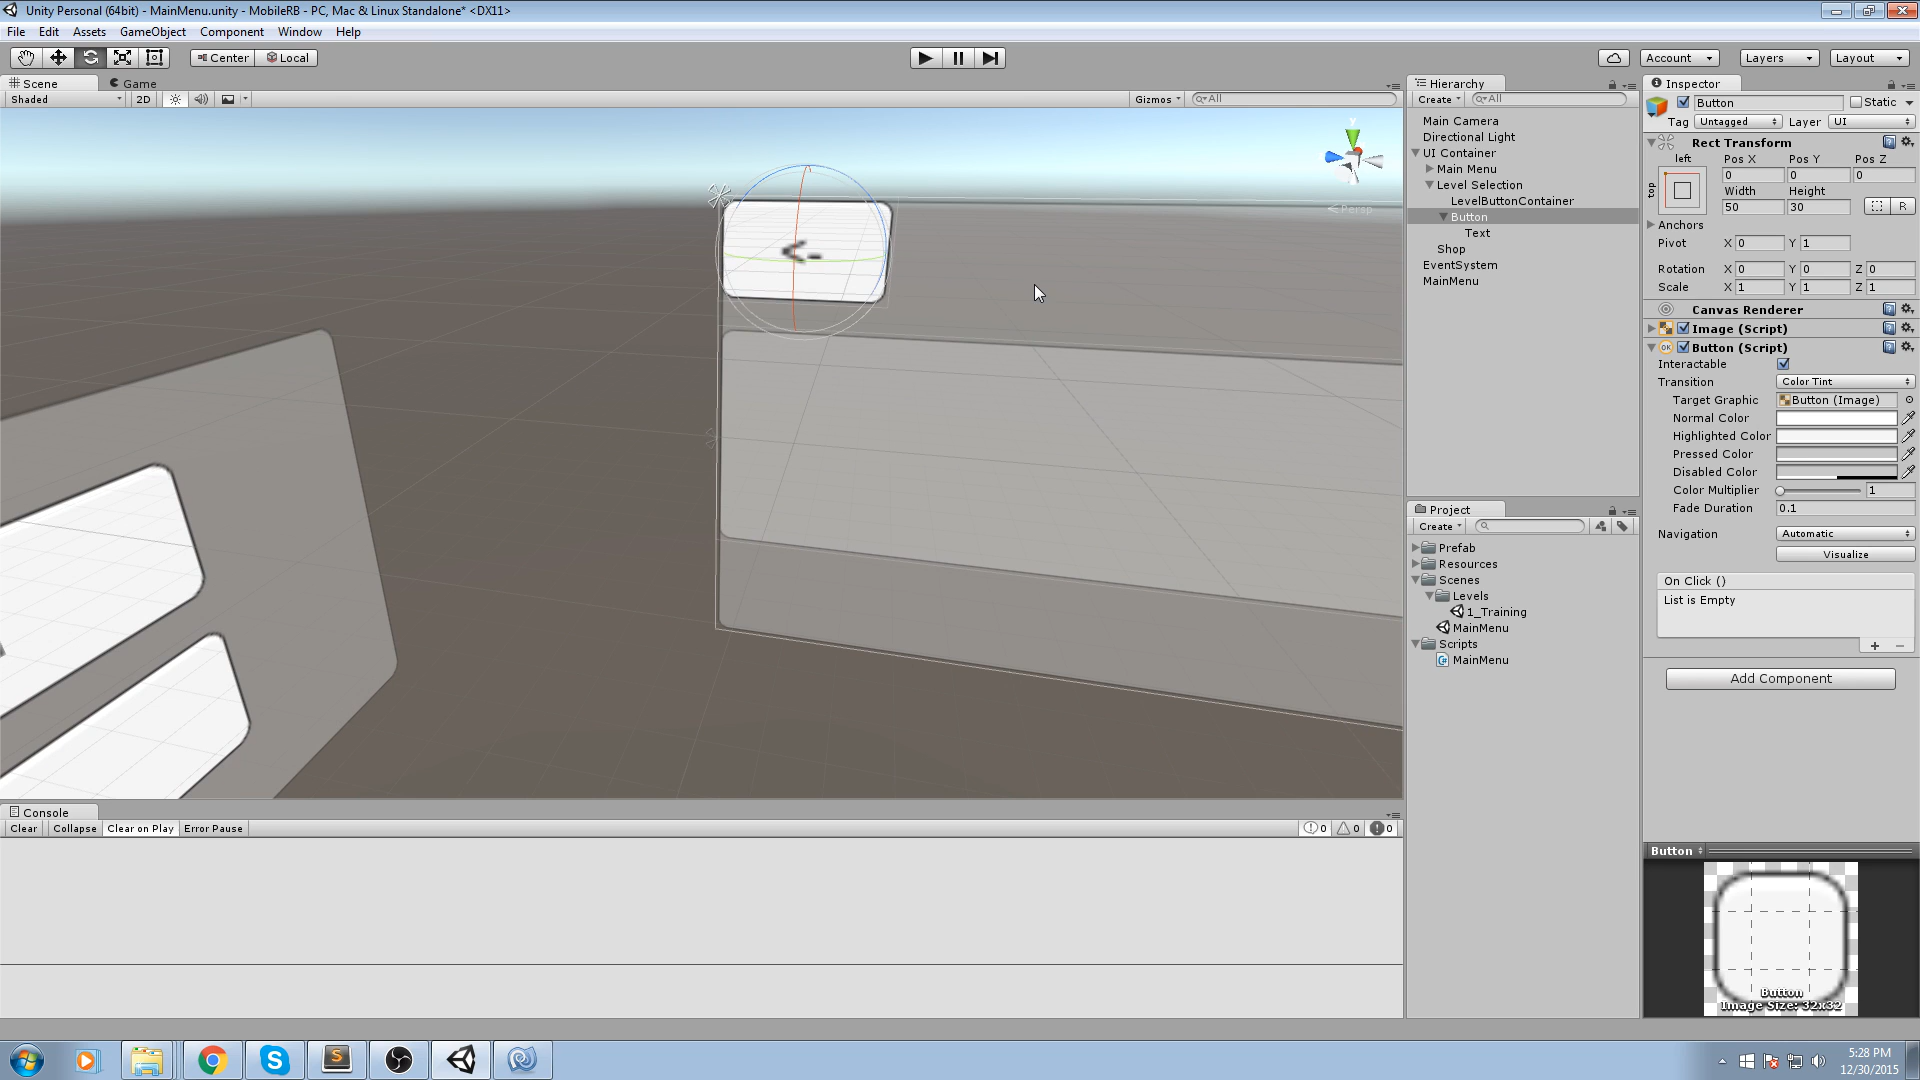 Unity Personal (64bit) - MainMenu.unity - MobileRB - PC, Mac & Linux Standalone* <DX11>
File Edit Assets GameObject Component Window Help
Center Local
Account Layers Layout
Scene Game
Shaded 2D Gizmos All
<-
y
Persp
Hierarchy
Create All
Main Camera
Directional Light
UI Container
Main Menu
Level Selection
LevelButtonContainer
Button
Text
Shop
EventSystem
MainMenu
Project
Create
Prefab
Resources
Scenes
Levels
1_Training
MainMenu
Scripts
MainMenu
Inspector
Button Static
Tag Untagged Layer UI
Rect Transform
left Pos X Pos Y Pos Z
top 0 0 0
Width Height
50 30 R
Anchors
Pivot X 0 Y 1
Rotation X 0 Y 0 Z 0
Scale X 1 Y 1 Z 1
Canvas Renderer
Image (Script)
OK Button (Script)
Interactable
Transition Color Tint
Target Graphic Button (Image)
Normal Color
Highlighted Color
Pressed Color
Disabled Color
Color Multiplier 1
Fade Duration 0.1
Navigation Automatic
Visualize
On Click ()
List is Empty
+ −
Add Component
Button
Button
Image Size: 32x32
Console
Clear Collapse Clear on Play Error Pause 0 0 0
5:28 PM
12/30/2015